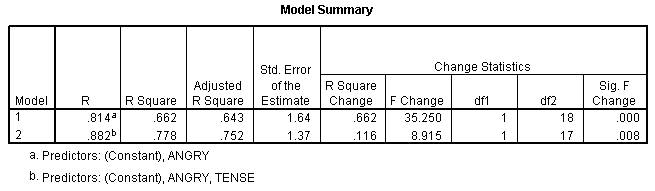 Model Summary
Change Statistics
Std. Error
Adjusted of the R Square Sig. F
Model R R Square R Square Estimate Change F Change df1 df2 Change
1 .814a .662 .643 1.64 .662 35.250 1 18 .000
2 .882b .778 .752 1.37 .116 8.915 1 17 .008
a. Predictors: (Constant), ANGRY
b. Predictors: (Constant), ANGRY, TENSE